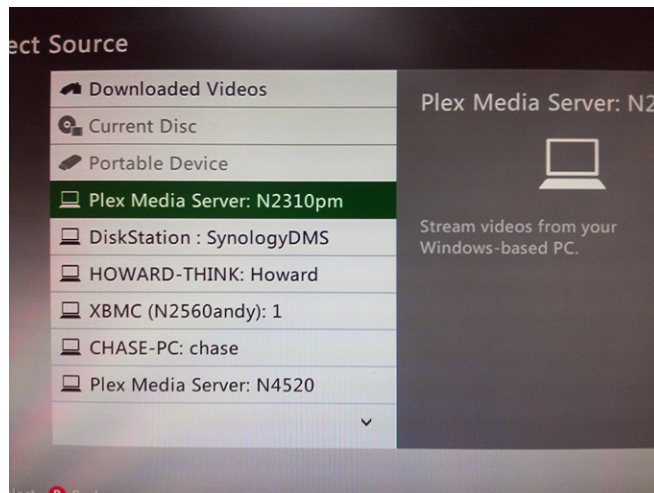 ect Source
Downloaded Videos
Current Disc
Portable Device
Plex Media Server: N2310pm
DiskStation : SynologyDMS
HOWARD-THINK: Howard
XBMC (N2560andy): 1
CHASE-PC: chase
Plex Media Server: N4520
Plex Media Server: N2
Stream videos from your
Windows-based PC.